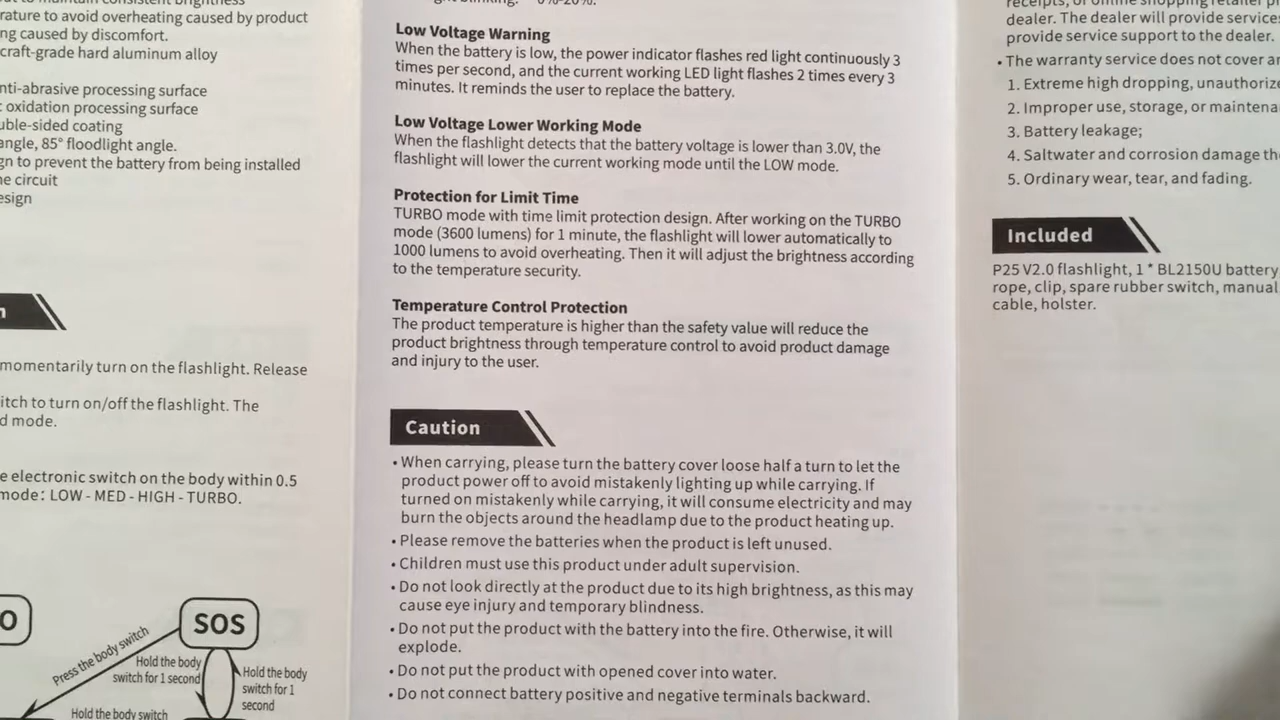 rature to avoid overheating caused by product
ng caused by discomfort.
craft-grade hard aluminum alloy
nti-abrasive processing surface
oxidation processing surface
uble-sided coating
angle, 85° floodlight angle.
gn to prevent the battery from being installed
e circuit
esign
momentarily turn on the flashlight. Release
itch to turn on/off the flashlight. The
d mode.
e electronic switch on the body within 0.5
mode: LOW - MED - HIGH - TURBO.
O
SOS
Press the body switch
Hold the body
switch for 1 second
Hold the body
switch for 1
second
Hold the body switch
Low Voltage Warning
When the battery is low, the power indicator flashes red light continuously 3
times per second, and the current working LED light flashes 2 times every 3
minutes. It reminds the user to replace the battery.
Low Voltage Lower Working Mode
When the flashlight detects that the battery voltage is lower than 3.0V, the
flashlight will lower the current working mode until the LOW mode.
Protection for Limit Time
TURBO mode with time limit protection design. After working on the TURBO
mode (3600 lumens) for 1 minute, the flashlight will lower automatically to
1000 lumens to avoid overheating. Then it will adjust the brightness according
to the temperature security.
Temperature Control Protection
The product temperature is higher than the safety value will reduce the
product brightness through temperature control to avoid product damage
and injury to the user.
Caution
• When carrying, please turn the battery cover loose half a turn to let the
product power off to avoid mistakenly lighting up while carrying. If
turned on mistakenly while carrying, it will consume electricity and may
burn the objects around the headlamp due to the product heating up.
• Please remove the batteries when the product is left unused.
• Children must use this product under adult supervision.
• Do not look directly at the product due to its high brightness, as this may
cause eye injury and temporary blindness.
• Do not put the product with the battery into the fire. Otherwise, it will
explode.
• Do not put the product with opened cover into water.
• Do not connect battery positive and negative terminals backward.
dealer. The dealer will provide service
provide service support to the dealer.
• The warranty service does not cover a
1. Extreme high dropping, unauthorize
2. Improper use, storage, or maintena
3. Battery leakage;
4. Saltwater and corrosion damage th
5. Ordinary wear, tear, and fading.
Included
P25 V2.0 flashlight, 1 * BL2150U battery
rope, clip, spare rubber switch, manual
cable, holster.